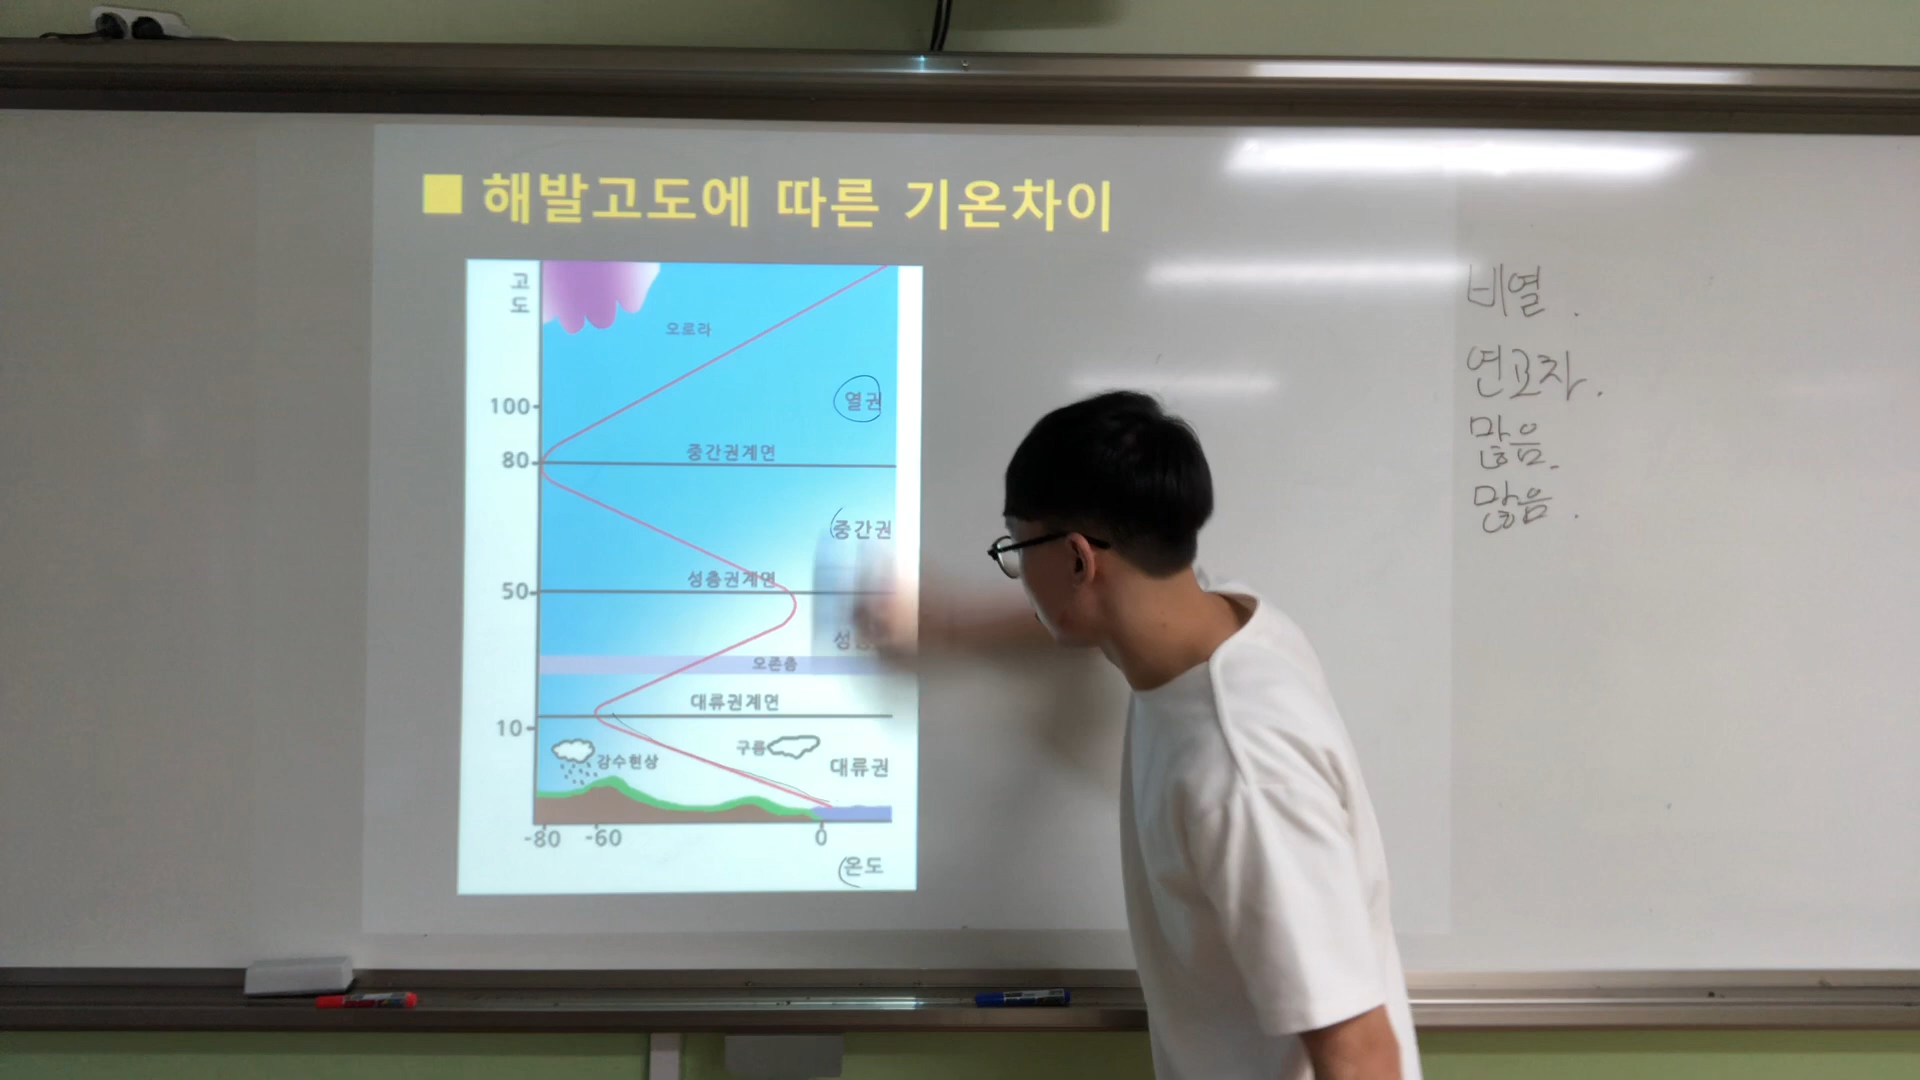 ■ 해발고도에 따른 기온차이
고도
오로라
100
열권
중간권계면
80
중간권
성층권계면
50
오존층
대류권계면
10
구름
강수현상
대류권
-80 -60 0
온도
비열.
연교차.
많음.
많음.